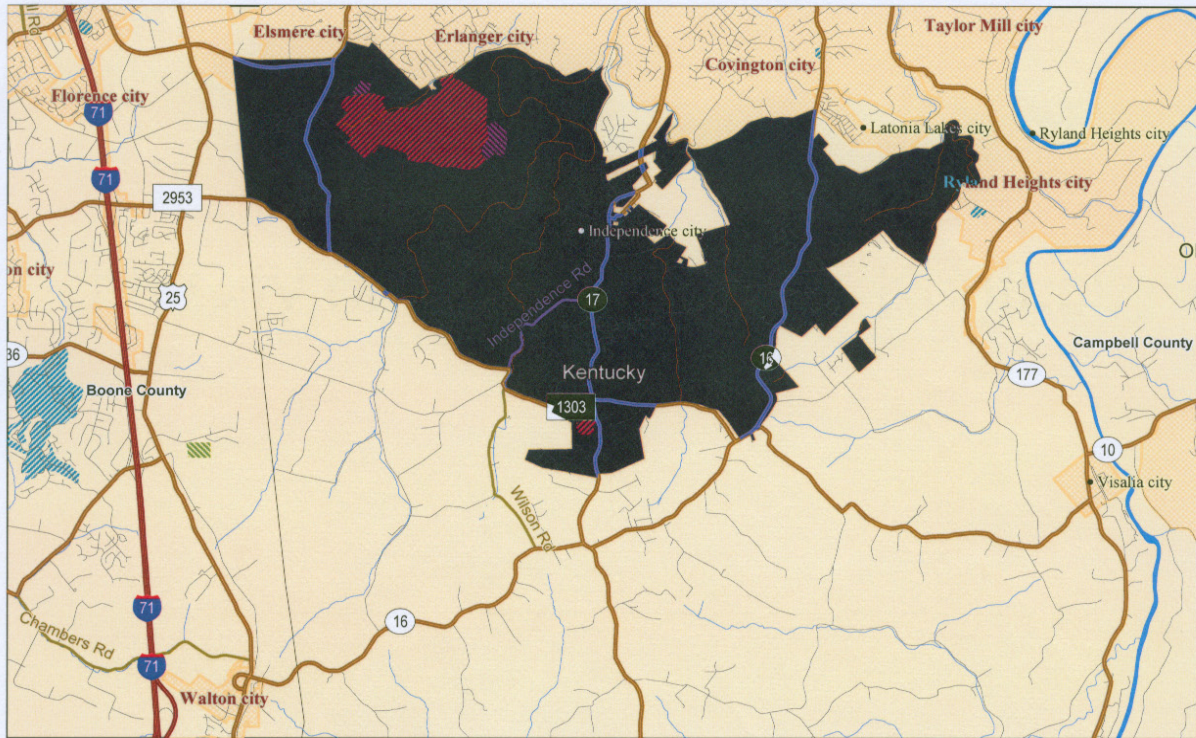 Rd
Elsmere city
Erlanger city
Taylor Mill city
Covington city
Florence city
71
Latonia Lakes city
Ryland Heights city
71
2953
Ryland Heights city
Independence city
on city
Independence Rd
25
17
O
36
16
Campbell County
Kentucky
177
Boone County
1303
10
Visalia city
Wilson Rd
71
16
Chambers Rd
71
Walton city